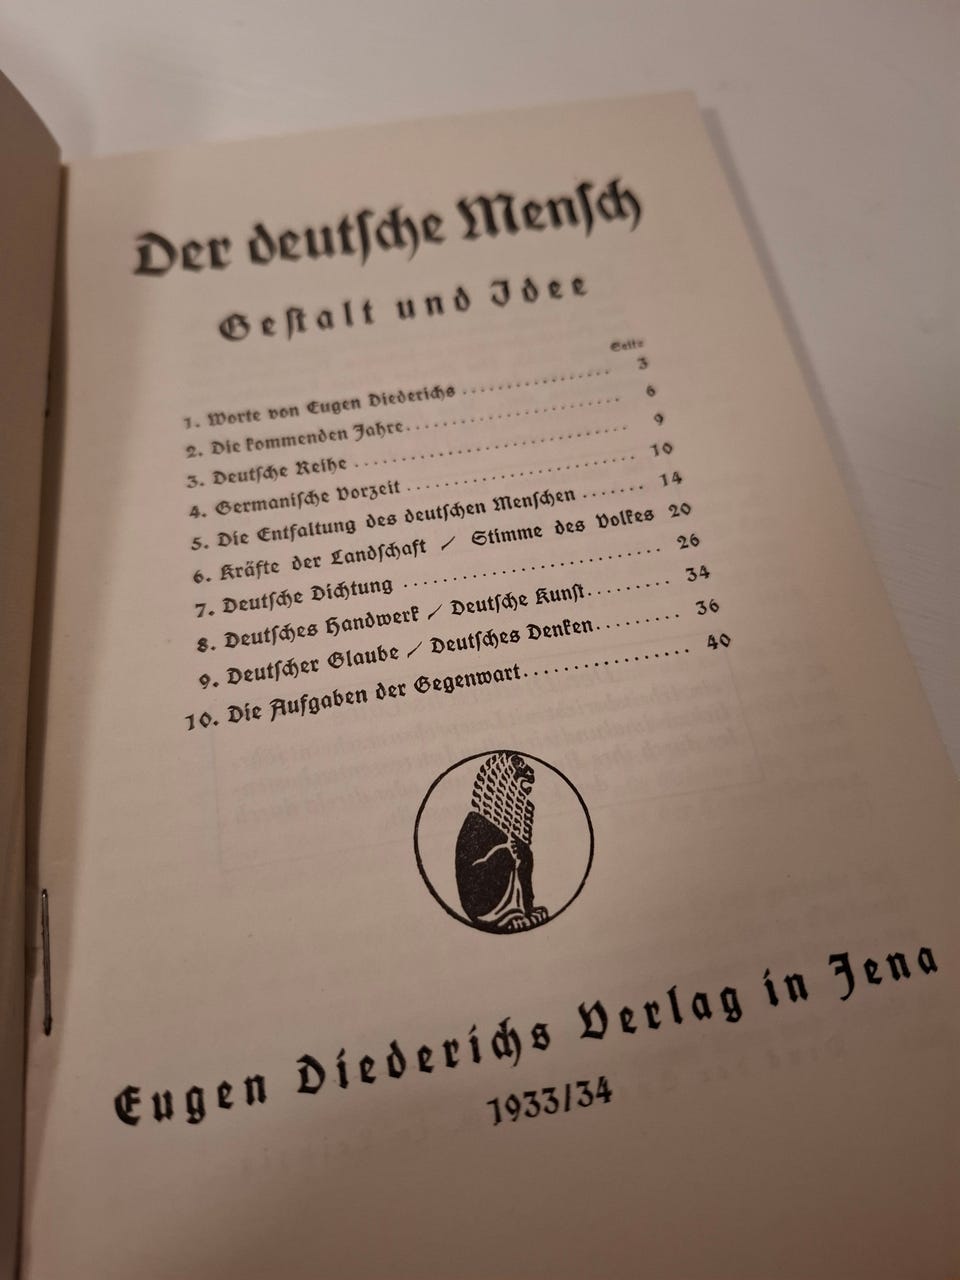 Der deutſche Menſch
Geſtalt und Idee
Seite
1. Worte von Eugen Diederichs ................. 3
2. Die kommenden Jahre...................... 6
3. Deutſche Reihe ............................ 9
4. Germaniſche Vorzeit ....................... 10
5. Die Entfaltung des deutſchen Menſchen ....... 14
6. Kräfte der Landſchaft / Stimme des Volkes 20
7. Deutſche Dichtung .......................... 26
8. Deutſches Handwerk / Deutſche Kunſt......... 34
9. Deutſcher Glaube / Deutſches Denken......... 36
10. Die Aufgaben der Gegenwart................. 40
Eugen Diederichs Verlag in Jena
1933/34